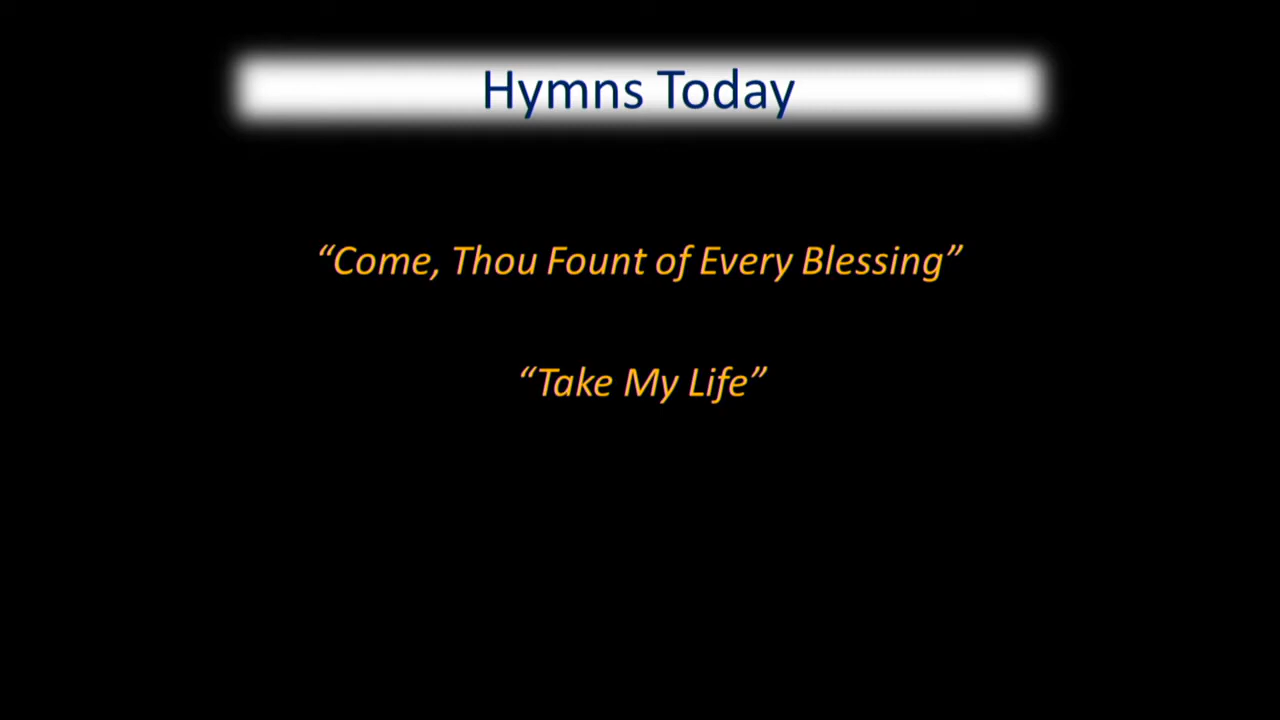 Hymns Today
“Come, Thou Fount of Every Blessing”
“Take My Life”